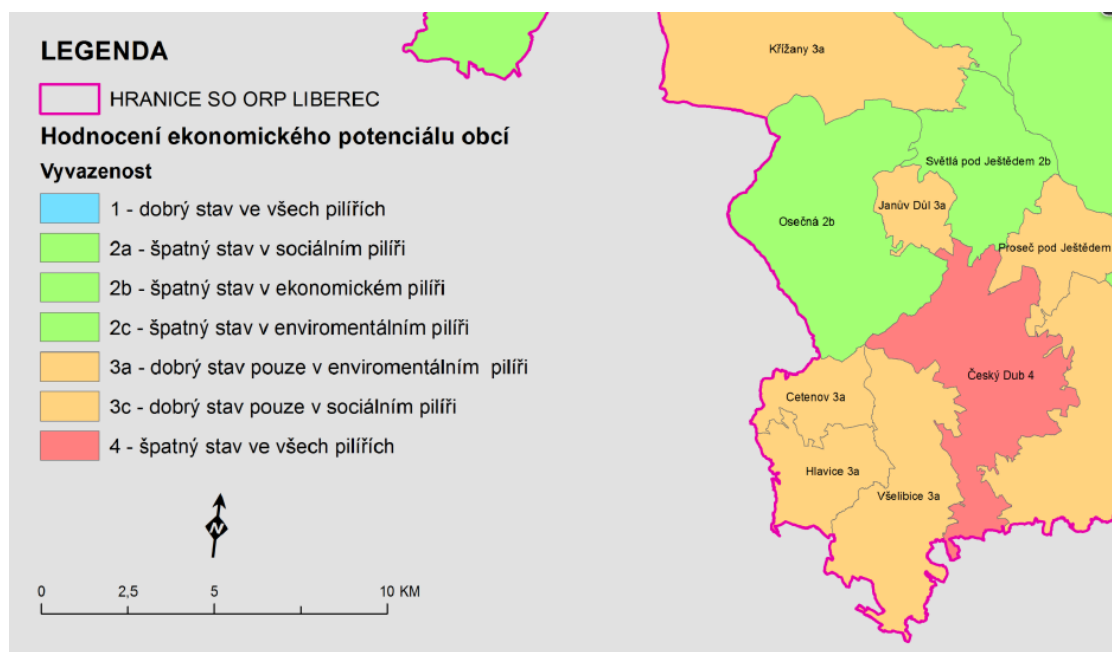 LEGENDA
HRANICE SO ORP LIBEREC
Hodnocení ekonomického potenciálu obcí
Vyvazenost
1 - dobrý stav ve všech pilířích
2a - špatný stav v sociálním pilíři
2b - špatný stav v ekonomickém pilíři
2c - špatný stav v enviromentálním pilíři
3a - dobrý stav pouze v enviromentálním pilíři
3c - dobrý stav pouze v sociálním pilíři
4 - špatný stav ve všech pilířích
N
0 2,5 5 10 KM
Křížany 3a
Světlá pod Ještědem 2b
Janův Důl 3a
Osečná 2b
Proseč pod Ještědem
Český Dub 4
Cetenov 3a
Hlavice 3a
Všelibice 3a